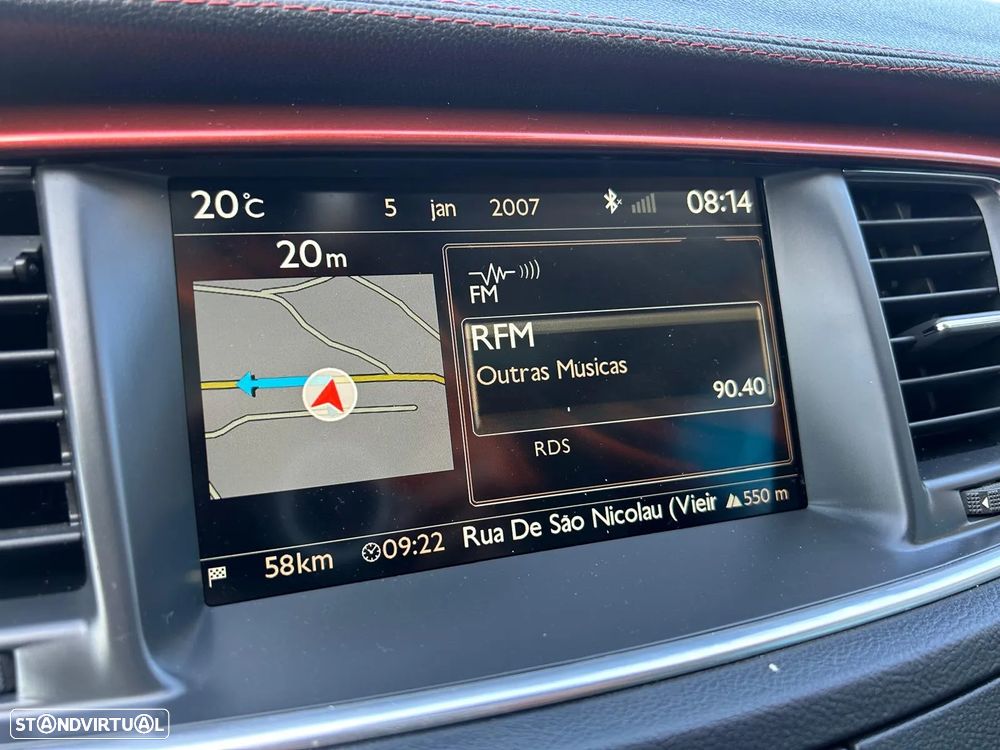 20°C 5 jan 2007 08:14
20m
FM
RFM
Outras Músicas
90.40
RDS
58km 09:22 Rua De São Nicolau (Vieir 550 m
STANDVIRTUAL